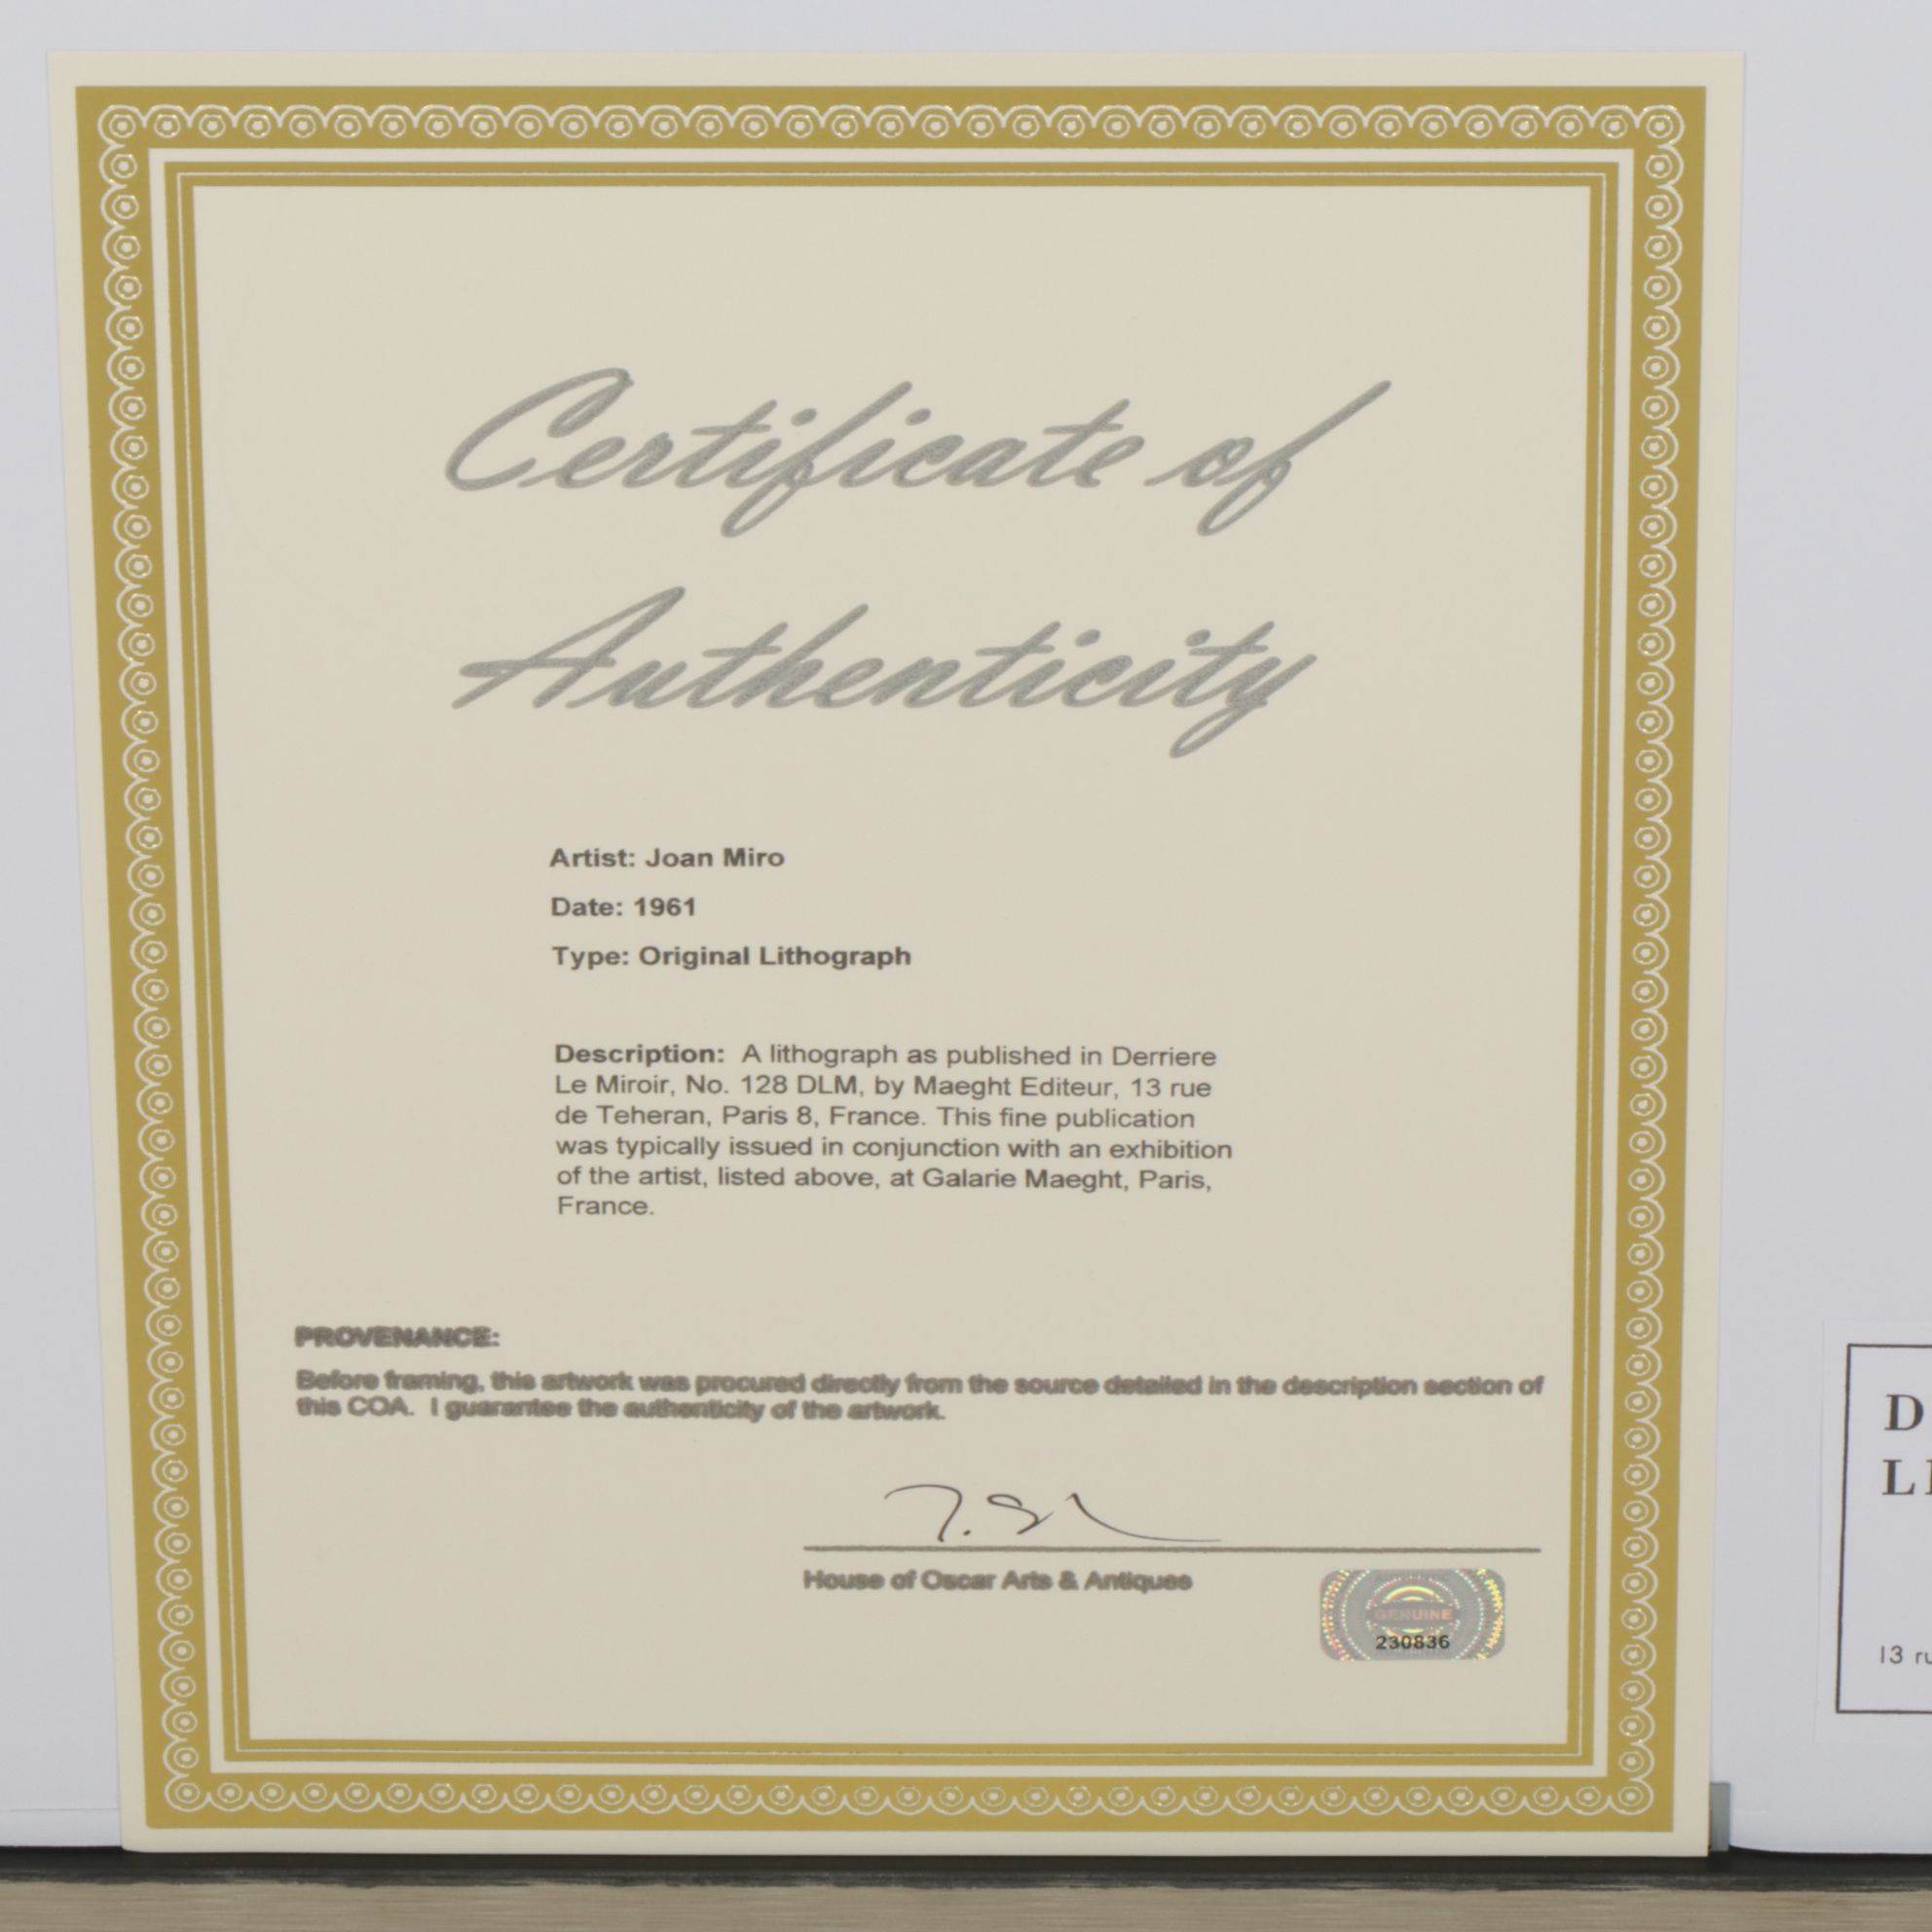 Certificate of
Authenticity
Artist: Joan Miro
Date: 1961
Type: Original Lithograph
Description: A lithograph as published in Derriere
Le Miroir, No. 128 DLM, by Maeght Editeur, 13 rue
de Teheran, Paris 8, France. This fine publication
was typically issued in conjunction with an exhibition
of the artist, listed above, at Galarie Maeght, Paris,
France.
PROVENANCE:
Before framing, this artwork was procured directly from the source detailed in the description section of
this COA. I guarantee the authenticity of the artwork.
House of Oscar Arts & Antiques
GENUINE
230836
D
LE
13 ru